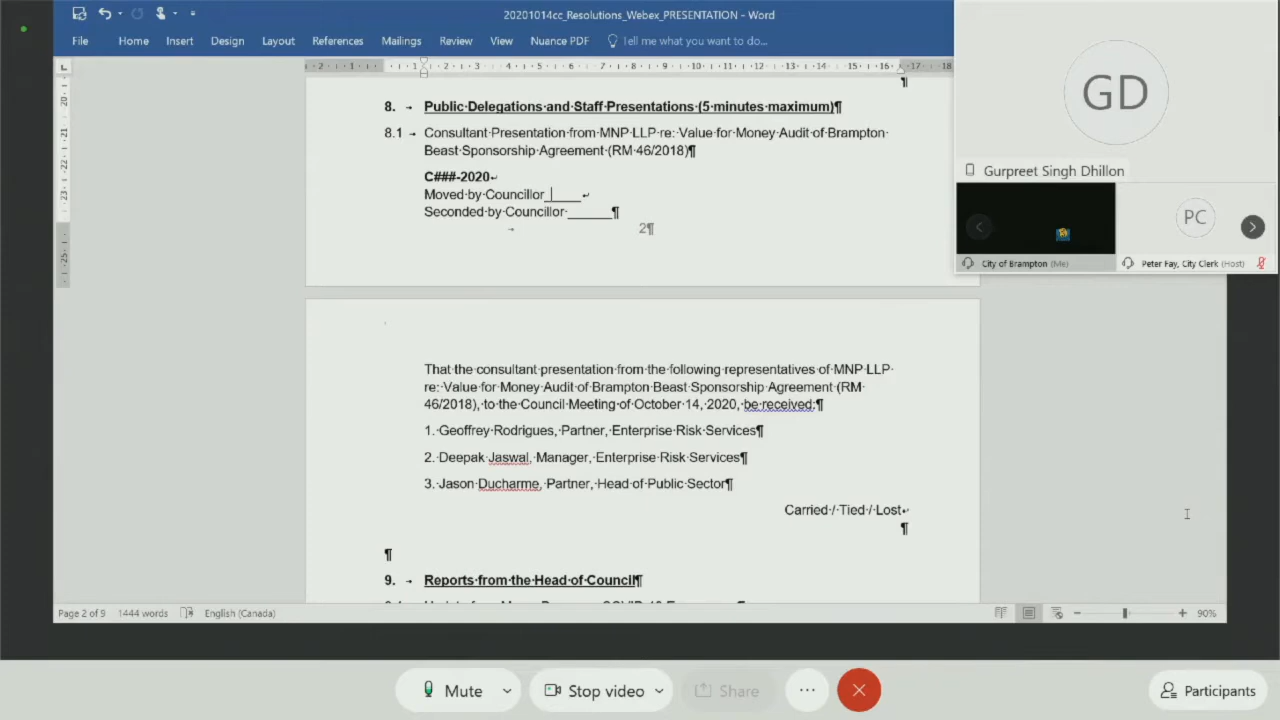 20201014cc_Resolutions_Webex_PRESENTATION - Word
File Home Insert Design Layout References Mailings Review View Nuance PDF Tell me what you want to do...
8. Public Delegations and Staff Presentations (5 minutes maximum)¶
8.1 Consultant Presentation from MNP LLP re: Value for Money Audit of Brampton
Beast Sponsorship Agreement (RM 46/2018)¶
C###-2020
Moved by Councillor _____
Seconded by Councillor ______¶
2¶
That the consultant presentation from the following representatives of MNP LLP
re: Value for Money Audit of Brampton Beast Sponsorship Agreement (RM
46/2018), to the Council Meeting of October 14, 2020, be received:¶
1. Geoffrey Rodrigues, Partner, Enterprise Risk Services¶
2. Deepak Jaswal, Manager, Enterprise Risk Services¶
3. Jason Ducharme, Partner, Head of Public Sector¶
Carried / Tied / Lost
¶
¶
9. Reports from the Head of Council¶
Page 2 of 9 1444 words English (Canada) 90%
GD
Gurpreet Singh Dhillon
PC
City of Brampton (Me) Peter Fay, City Clerk (Host)
Mute Stop video Share Participants